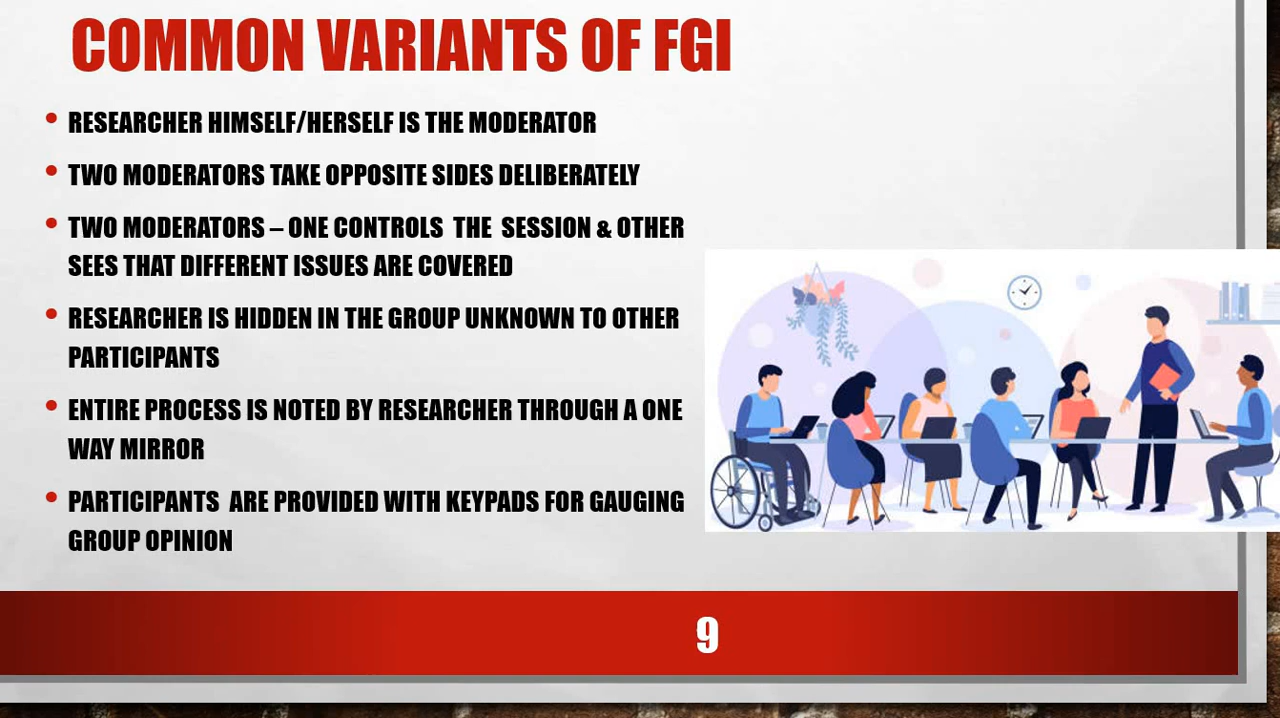 COMMON VARIANTS OF FGI
• RESEARCHER HIMSELF/HERSELF IS THE MODERATOR
• TWO MODERATORS TAKE OPPOSITE SIDES DELIBERATELY
• TWO MODERATORS – ONE CONTROLS THE SESSION & OTHER
SEES THAT DIFFERENT ISSUES ARE COVERED
• RESEARCHER IS HIDDEN IN THE GROUP UNKNOWN TO OTHER
PARTICIPANTS
• ENTIRE PROCESS IS NOTED BY RESEARCHER THROUGH A ONE
WAY MIRROR
• PARTICIPANTS ARE PROVIDED WITH KEYPADS FOR GAUGING
GROUP OPINION
9